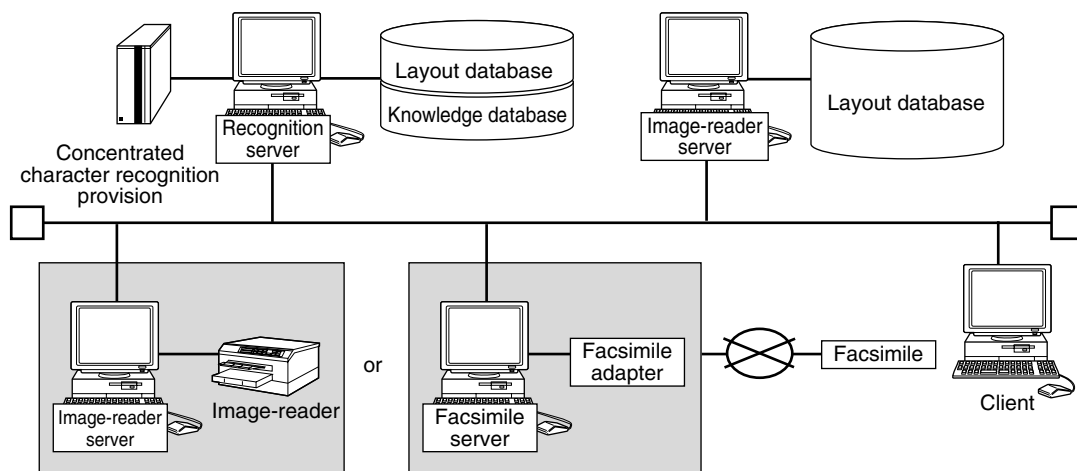 Layout database
Knowledge database
Recognition
server
Concentrated
character recognition
provision
Layout database
Image-reader
server
Image-reader
server
Image-reader
or
Facsimile
server
Facsimile
adapter
Facsimile
Client